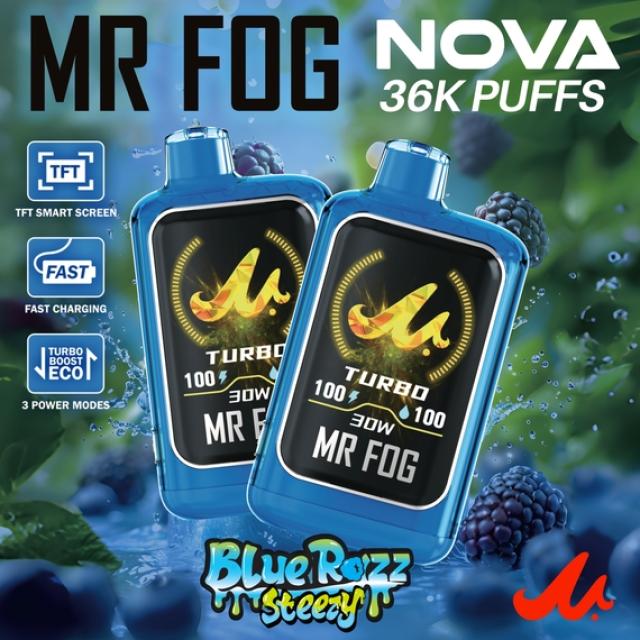 MR FOG
NOVA
36K PUFFS
TFT
TFT SMART SCREEN
FAST
FAST CHARGING
TURBO
BOOST
ECO
3 POWER MODES
TURBO
100
30W
MR F
TURBO
100 100
30W
MR FOG
Blue Razz
Steezy